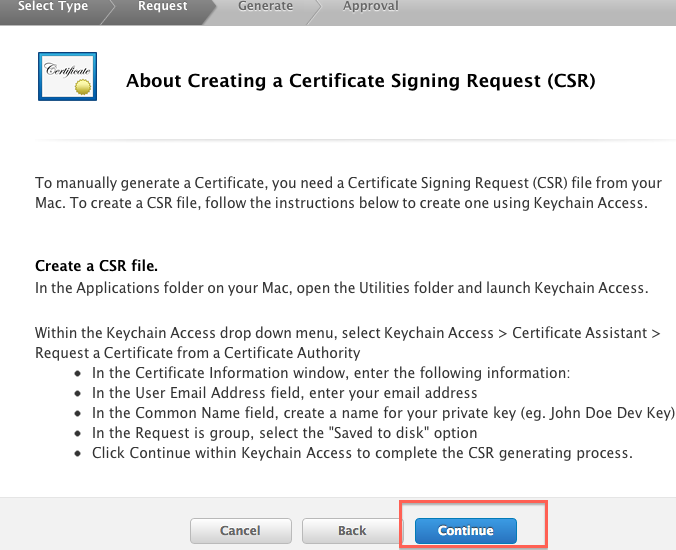 Select Type Request Generate Approval
Certificate
About Creating a Certificate Signing Request (CSR)
To manually generate a Certificate, you need a Certificate Signing Request (CSR) file from your
Mac. To create a CSR file, follow the instructions below to create one using Keychain Access.
Create a CSR file.
In the Applications folder on your Mac, open the Utilities folder and launch Keychain Access.
Within the Keychain Access drop down menu, select Keychain Access > Certificate Assistant >
Request a Certificate from a Certificate Authority
• In the Certificate Information window, enter the following information:
• In the User Email Address field, enter your email address
• In the Common Name field, create a name for your private key (eg. John Doe Dev Key)
• In the Request is group, select the "Saved to disk" option
• Click Continue within Keychain Access to complete the CSR generating process.
Cancel Back Continue